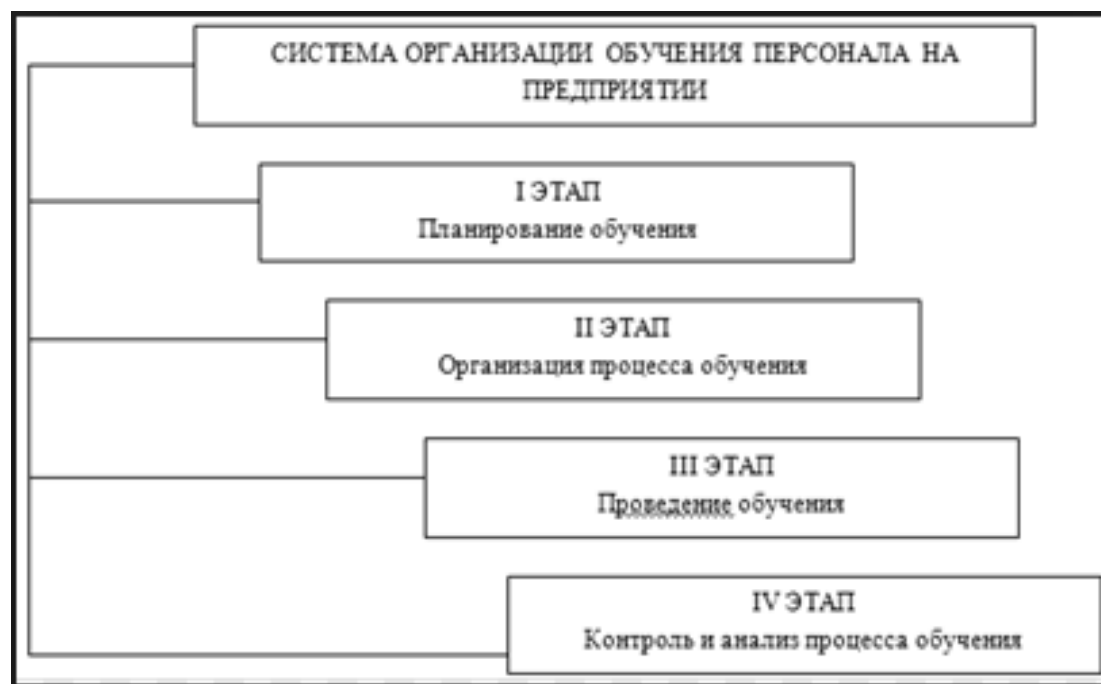 СИСТЕМА ОРГАНИЗАЦИИ ОБУЧЕНИЯ ПЕРСОНАЛА НА
ПРЕДПРИЯТИИ
I ЭТАП
Планирование обучения
II ЭТАП
Организация процесса обучения
III ЭТАП
Проведение обучения
IV ЭТАП
Контроль и анализ процесса обучения